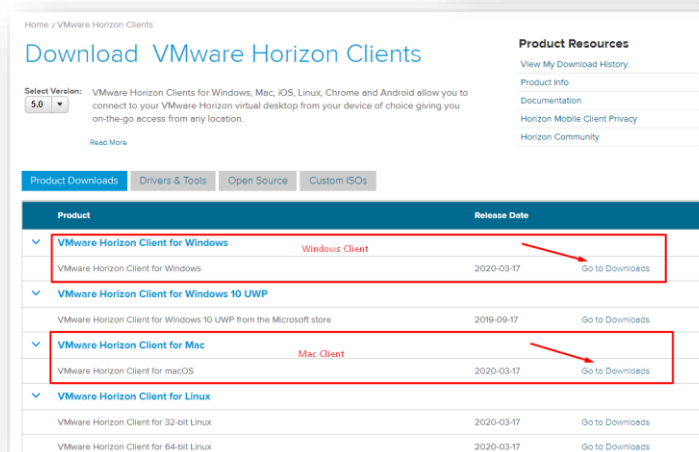 Home / VMware Horizon Clients
Download VMware Horizon Clients
Select Version:
5.0
VMware Horizon Clients for Windows, Mac, iOS, Linux, Chrome and Android allow you to
connect to your VMware Horizon virtual desktop from your device of choice giving you
on-the-go access from any location.
Read More
Product Resources
View My Download History
Product Info
Documentation
Horizon Mobile Client Privacy
Horizon Community
Product Downloads Drivers & Tools Open Source Custom ISOs
Product Release Date
VMware Horizon Client for Windows
Windows Client
VMware Horizon Client for Windows 2020-03-17 Go to Downloads
VMware Horizon Client for Windows 10 UWP
VMware Horizon Client for Windows 10 UWP from the Microsoft store 2019-09-17 Go to Downloads
VMware Horizon Client for Mac
Mac Client
VMware Horizon Client for macOS 2020-03-17 Go to Downloads
VMware Horizon Client for Linux
VMware Horizon Client for 32-bit Linux 2020-03-17 Go to Downloads
VMware Horizon Client for 64-bit Linux 2020-03-17 Go to Downloads